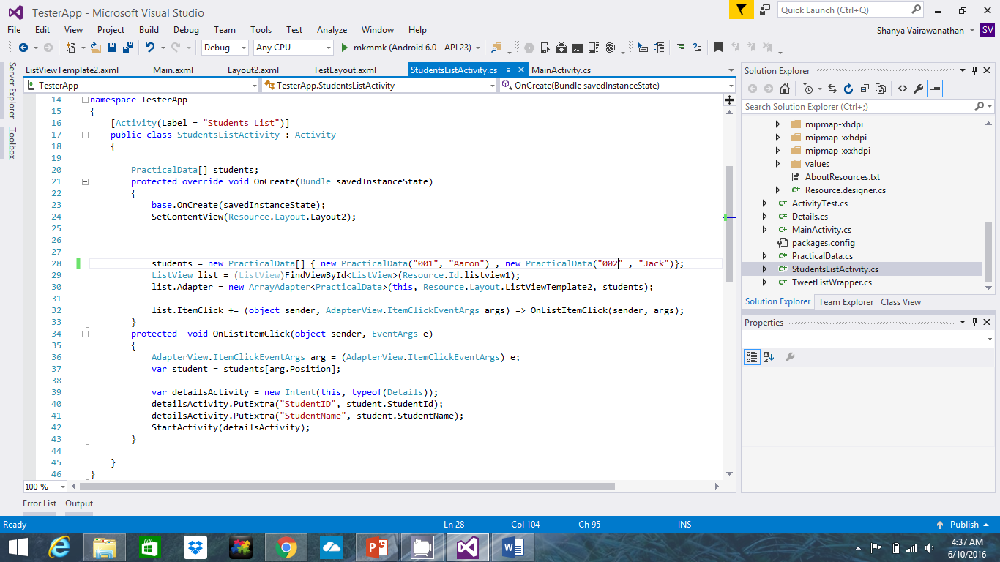 TesterApp - Microsoft Visual Studio
Quick Launch (Ctrl+Q)
File Edit View Project Build Debug Team Tools Test Analyze Window Help
Shanya Vairawanathan SV
Debug Any CPU mkmmk (Android 6.0 - API 23)
Server Explorer
Toolbox
ListViewTemplate2.axml Main.axml Layout2.axml TestLayout.axml StudentsListActivity.cs MainActivity.cs
TesterApp TesterApp.StudentsListActivity OnCreate(Bundle savedInstanceState)
14 namespace TesterApp
15 {
16 [Activity(Label = "Students List")]
17 public class StudentsListActivity : Activity
18 {
19
20 PracticalData[] students;
21 protected override void OnCreate(Bundle savedInstanceState)
22 {
23 base.OnCreate(savedInstanceState);
24 SetContentView(Resource.Layout.Layout2);
25
26
27
28 students = new PracticalData[] { new PracticalData("001", "Aaron") , new PracticalData("002" , "Jack")};
29 ListView list = (ListView)FindViewById<ListView>(Resource.Id.listview1);
30 list.Adapter = new ArrayAdapter<PracticalData>(this, Resource.Layout.ListViewTemplate2, students);
31
32 list.ItemClick += (object sender, AdapterView.ItemClickEventArgs args) => OnListItemClick(sender, args);
33 }
34 protected  void OnListItemClick(object sender, EventArgs e)
35 {
36 AdapterView.ItemClickEventArgs arg = (AdapterView.ItemClickEventArgs) e;
37 var student = students[arg.Position];
38
39 var detailsActivity = new Intent(this, typeof(Details));
40 detailsActivity.PutExtra("StudentID", student.StudentId);
41 detailsActivity.PutExtra("StudentName", student.StudentName);
42 StartActivity(detailsActivity);
43 }
44
45 }
46 }
100 %
Solution Explorer
Search Solution Explorer (Ctrl+;)
mipmap-xhdpi
mipmap-xxhdpi
mipmap-xxxhdpi
values
AboutResources.txt
C# Resource.designer.cs
C# ActivityTest.cs
C# Details.cs
C# MainActivity.cs
packages.config
C# PracticalData.cs
C# StudentsListActivity.cs
C# TweetListWrapper.cs
Solution Explorer Team Explorer Class View
Properties
Error List Output
Ready Ln 28 Col 104 Ch 95 INS Publish
4:37 AM
6/10/2016